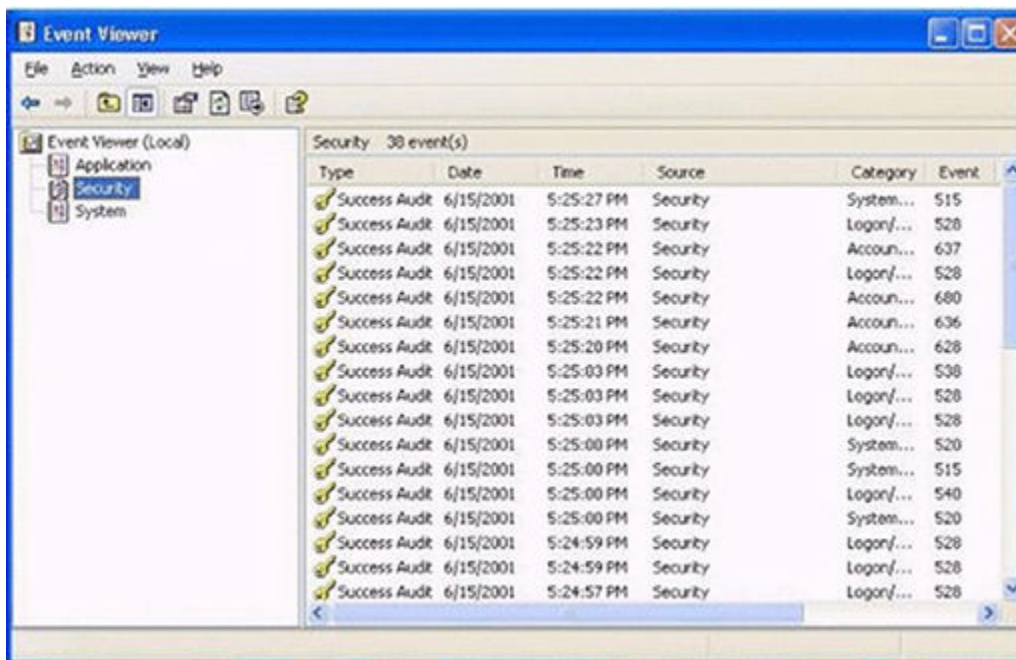 Event Viewer
File Action View Help
Event Viewer (Local)
Application
Security
System
Security 38 event(s)
Type Date Time Source Category Event
Success Audit 6/15/2001 5:25:27 PM Security System... 515
Success Audit 6/15/2001 5:25:23 PM Security Logon/... 528
Success Audit 6/15/2001 5:25:22 PM Security Accoun... 637
Success Audit 6/15/2001 5:25:22 PM Security Logon/... 528
Success Audit 6/15/2001 5:25:22 PM Security Accoun... 680
Success Audit 6/15/2001 5:25:21 PM Security Accoun... 636
Success Audit 6/15/2001 5:25:20 PM Security Accoun... 628
Success Audit 6/15/2001 5:25:03 PM Security Logon/... 538
Success Audit 6/15/2001 5:25:03 PM Security Logon/... 528
Success Audit 6/15/2001 5:25:03 PM Security Logon/... 528
Success Audit 6/15/2001 5:25:00 PM Security System... 520
Success Audit 6/15/2001 5:25:00 PM Security System... 515
Success Audit 6/15/2001 5:25:00 PM Security Logon/... 540
Success Audit 6/15/2001 5:25:00 PM Security System... 520
Success Audit 6/15/2001 5:24:59 PM Security Logon/... 528
Success Audit 6/15/2001 5:24:59 PM Security Logon/... 528
Success Audit 6/15/2001 5:24:57 PM Security Logon/... 528